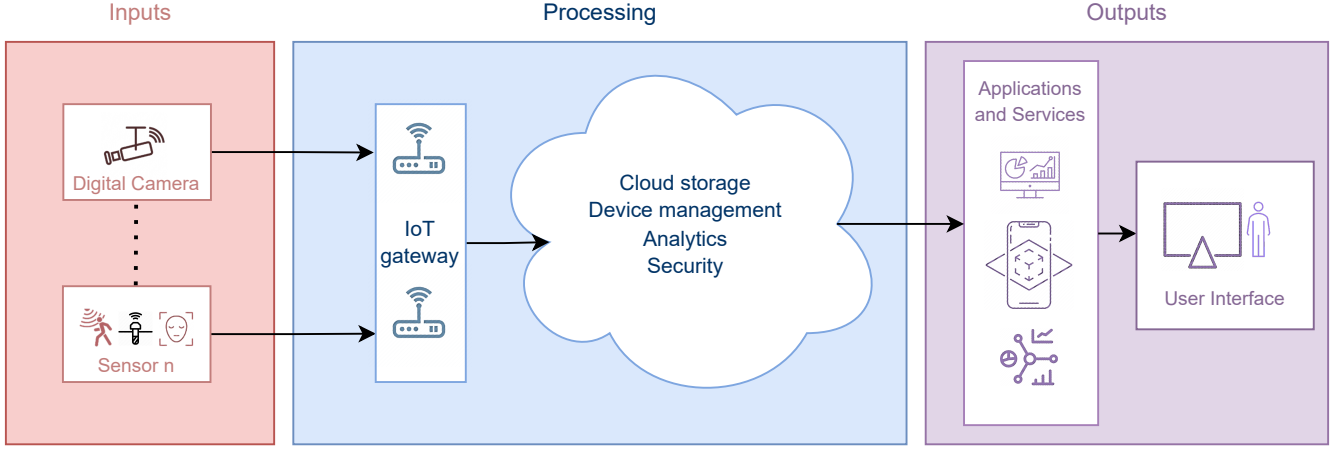 Inputs
Processing
Outputs
Digital Camera
Sensor n
IoT
gateway
Cloud storage
Device management
Analytics
Security
Applications
and Services
User Interface